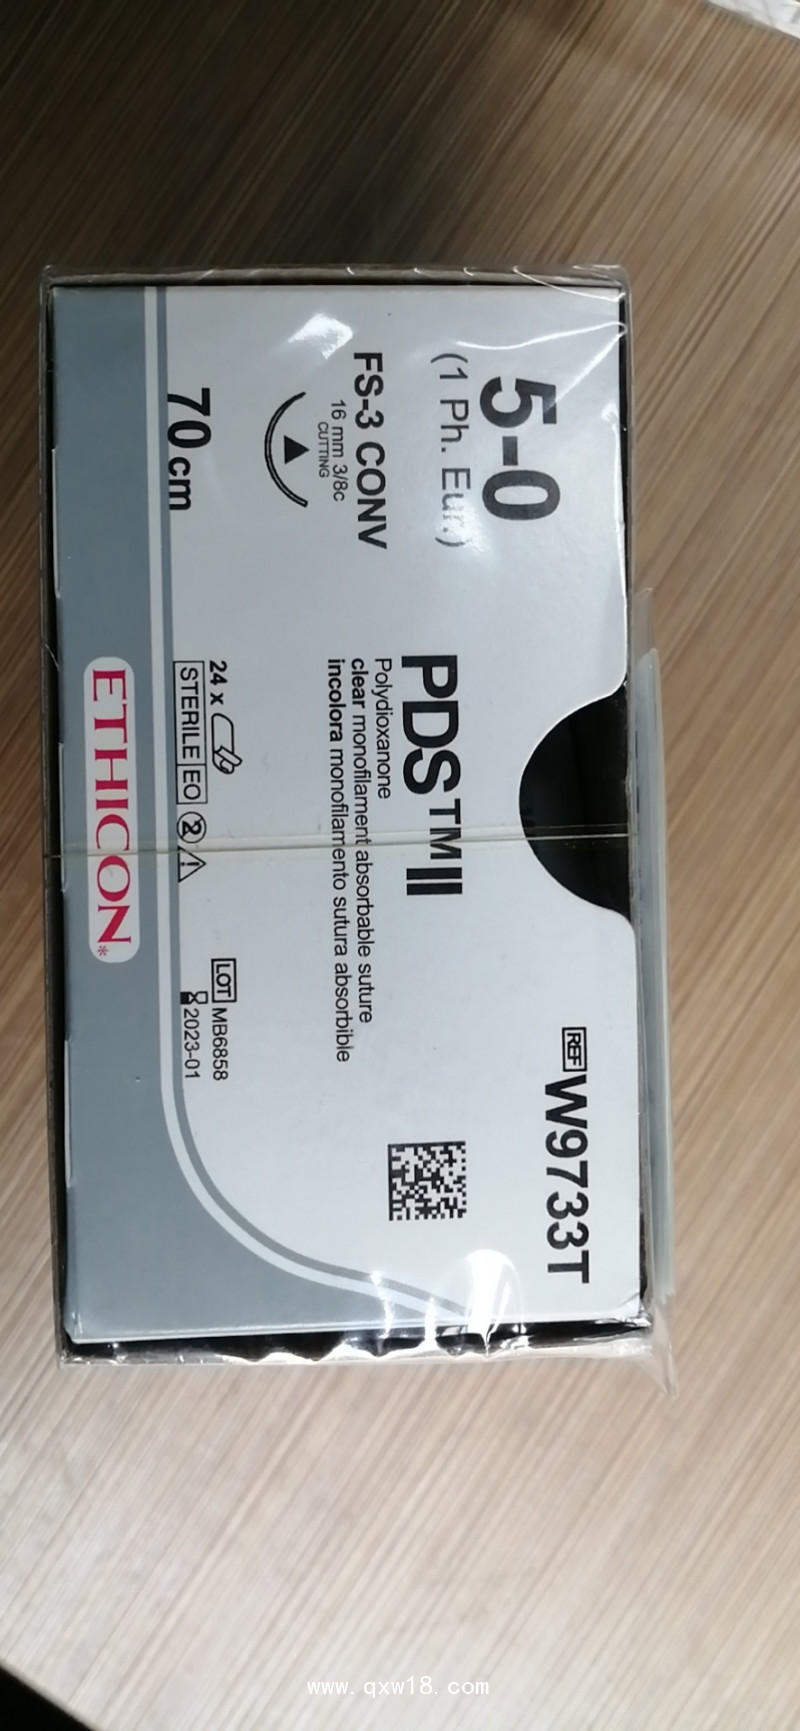 5-0
(1 Ph. Eur.)
FS-3 CONV
16 mm 3/8c
CUTTING
70 cm
PDS™II
Polydioxanone
clear monofilament absorbable suture
incolora monofilamento sutura absorbible
24 x
STERILE EO 2
REF W9733T
LOT MB6858
2023-01
ETHICON*
www.qxw18.com